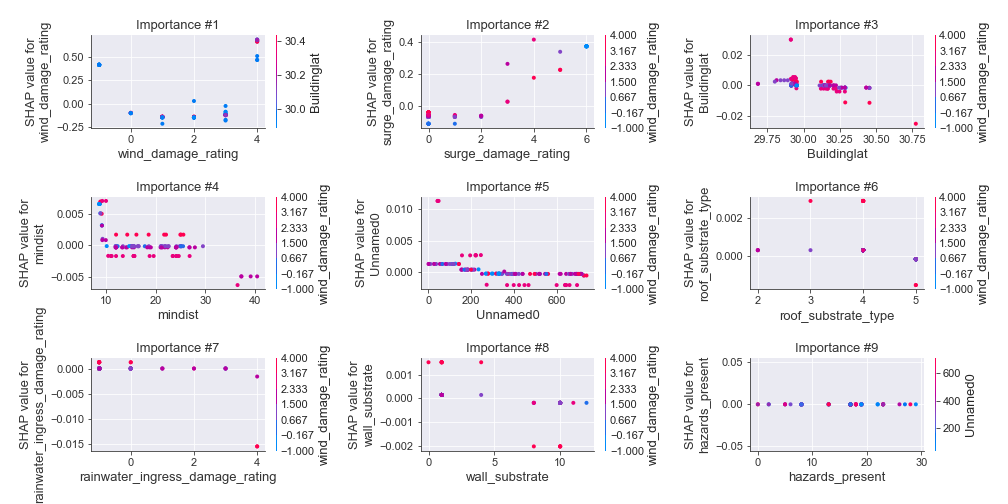 Importance #1
SHAP value for
wind_damage_rating
0.50
0.25
0.00
−0.25
0
2
4
wind_damage_rating
30.4
30.2
30.0
Buildinglat
Importance #2
SHAP value for
surge_damage_rating
0.4
0.2
0.0
0
2
4
6
surge_damage_rating
4.000
3.167
2.333
1.500
0.667
−0.167
−1.000
wind_damage_rating
Importance #3
SHAP value for
Buildinglat
0.02
0.00
−0.02
29.75
30.00
30.25
30.50
30.75
Buildinglat
4.000
3.167
2.333
1.500
0.667
−0.167
−1.000
wind_damage_rating
Importance #4
SHAP value for
mindist
0.005
0.000
−0.005
10
20
30
40
mindist
4.000
3.167
2.333
1.500
0.667
−0.167
−1.000
wind_damage_rating
Importance #5
SHAP value for
Unnamed0
0.010
0.005
0.000
0
200
400
600
Unnamed0
4.000
3.167
2.333
1.500
0.667
−0.167
−1.000
wind_damage_rating
Importance #6
SHAP value for
roof_substrate_type
0.002
0.000
2
3
4
5
roof_substrate_type
4.000
3.167
2.333
1.500
0.667
−0.167
−1.000
wind_damage_rating
Importance #7
SHAP value for
rainwater_ingress_damage_rating
0.000
−0.005
−0.010
−0.015
0
2
4
rainwater_ingress_damage_rating
4.000
3.167
2.333
1.500
0.667
−0.167
−1.000
wind_damage_rating
Importance #8
SHAP value for
wall_substrate
0.001
0.000
−0.001
−0.002
0
5
10
wall_substrate
4.000
3.167
2.333
1.500
0.667
−0.167
−1.000
wind_damage_rating
Importance #9
SHAP value for
hazards_present
0.05
0.00
−0.05
0
10
20
30
hazards_present
600
400
200
Unnamed0